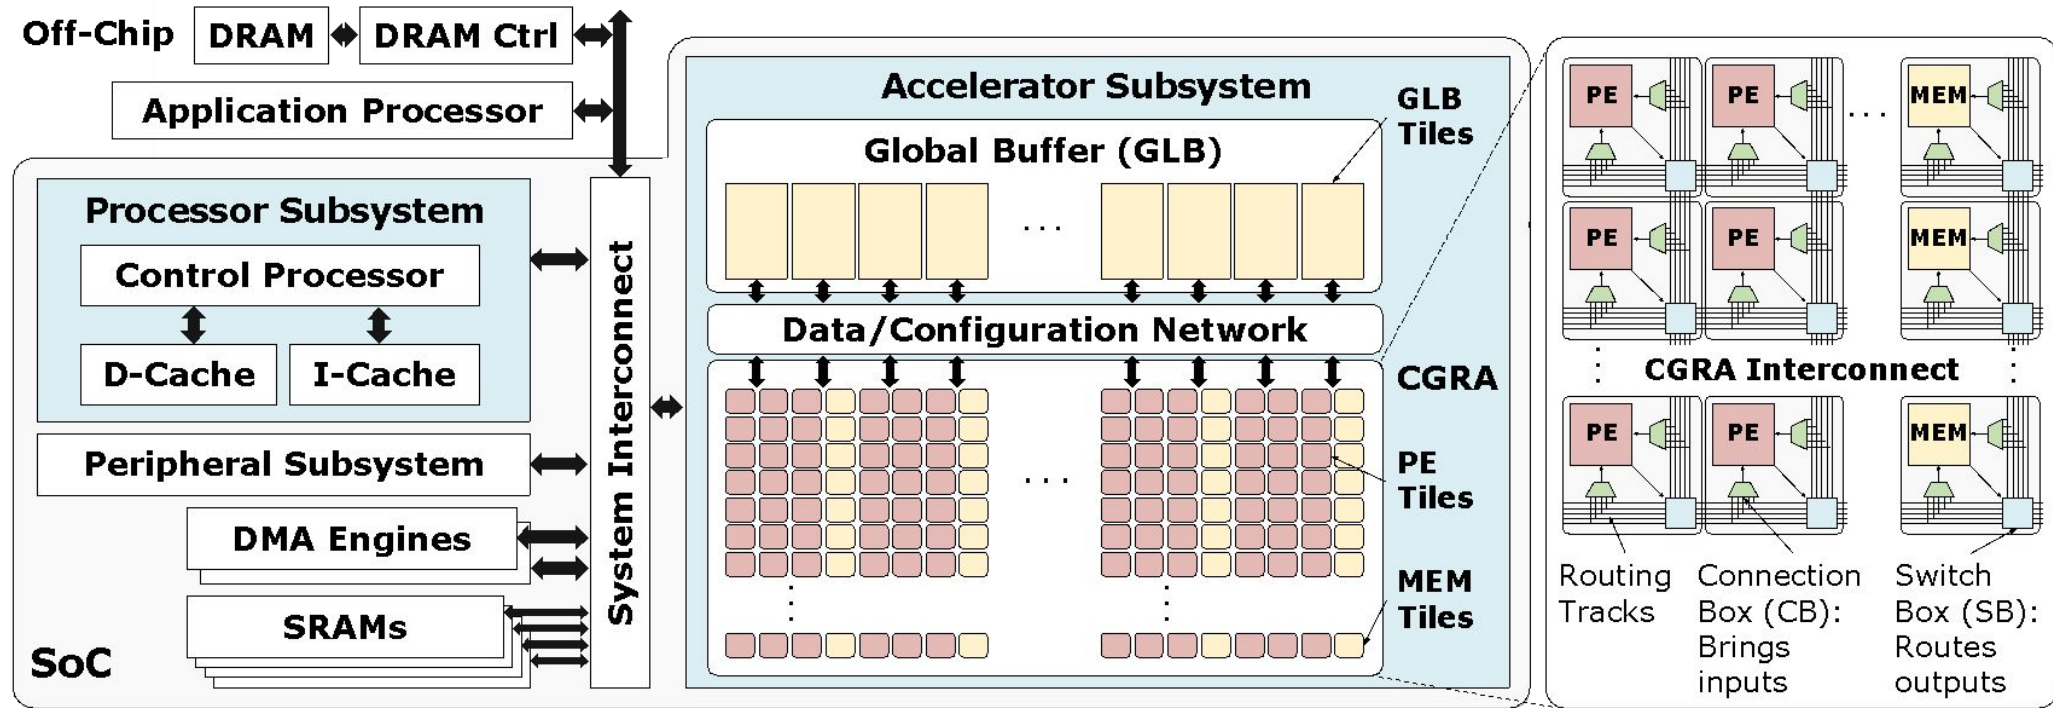 Off-Chip
DRAM
DRAM Ctrl
Application Processor
Processor Subsystem
Control Processor
D-Cache
I-Cache
Peripheral Subsystem
DMA Engines
SRAMs
SoC
System Interconnect
Accelerator Subsystem
Global Buffer (GLB)
...
Data/Configuration Network
...
GLB
Tiles
CGRA
PE
Tiles
MEM
Tiles
PE
PE
...
MEM
PE
PE
MEM
CGRA Interconnect
PE
PE
MEM
Routing
Tracks
Connection
Box (CB):
Brings
inputs
Switch
Box (SB):
Routes
outputs